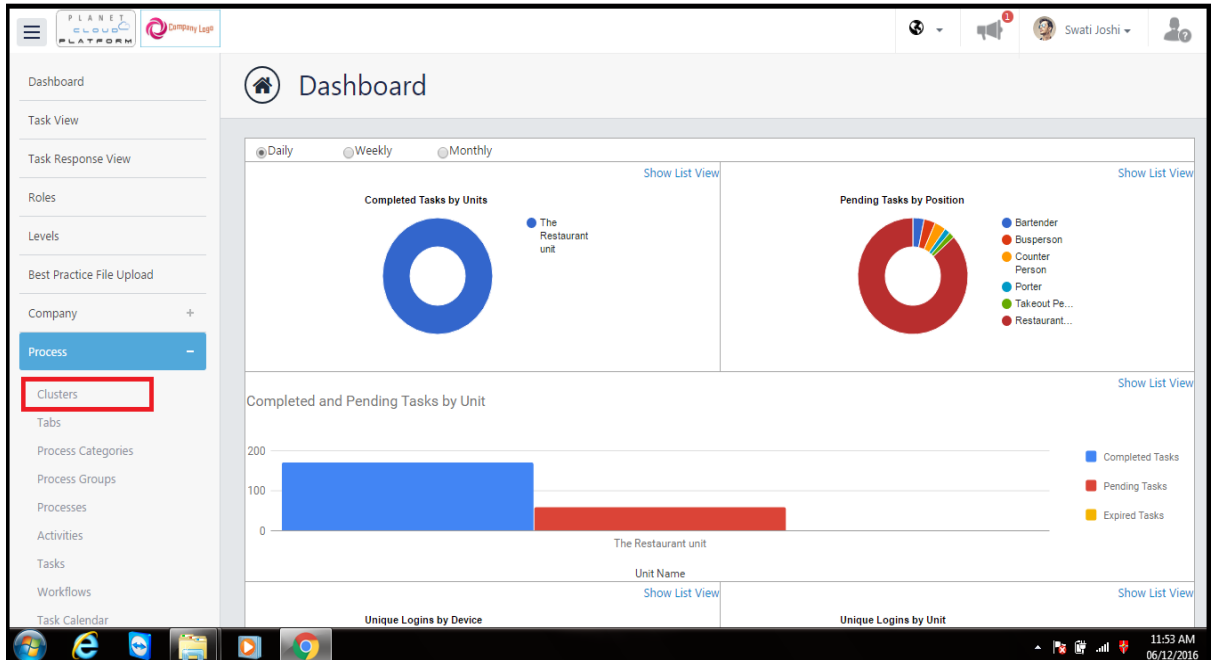 PLANET
CLOUD
PLATFORM
Company Logo
1
Swati Joshi
Dashboard
Task View
Task Response View
Roles
Levels
Best Practice File Upload
Company +
Process −
Clusters
Tabs
Process Categories
Process Groups
Processes
Activities
Tasks
Workflows
Task Calendar
Dashboard
Daily Weekly Monthly
Show List View
Completed Tasks by Units
The
Restaurant
unit
Show List View
Pending Tasks by Position
Bartender
Busperson
Counter
Person
Porter
Takeout Pe...
Restaurant...
Show List View
Completed and Pending Tasks by Unit
200
100
0
The Restaurant unit
Unit Name
Completed Tasks
Pending Tasks
Expired Tasks
Show List View
Unique Logins by Device
Show List View
Unique Logins by Unit
11:53 AM
06/12/2016